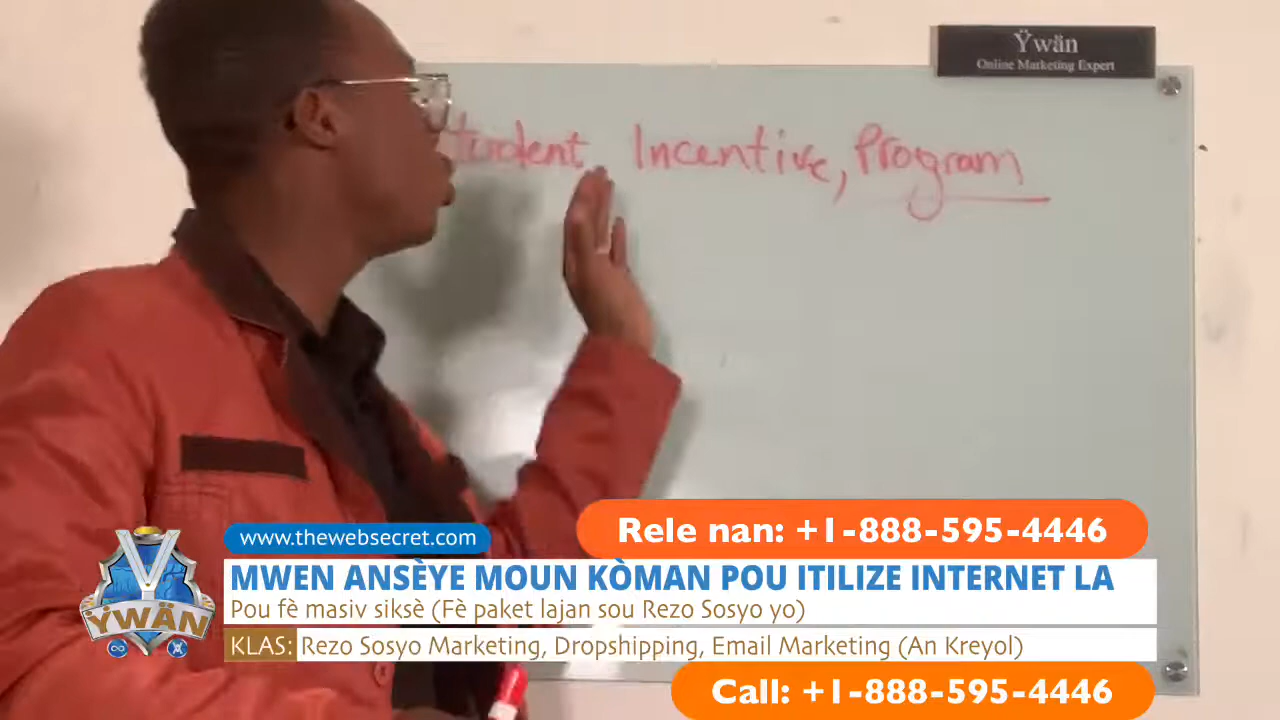 Ÿwän
Online Marketing Expert
tudent, Incentive, Program
Rele nan: +1-888-595-4446
www.thewebsecret.com
MWEN ANSÈYE MOUN KÒMAN POU ITILIZE INTERNET LA
Pou fè masiv siksè (Fè paket lajan sou Rezo Sosyo yo)
KLAS: Rezo Sosyo Marketing, Dropshipping, Email Marketing (An Kreyol)
ŸWÄN
Call: +1-888-595-4446